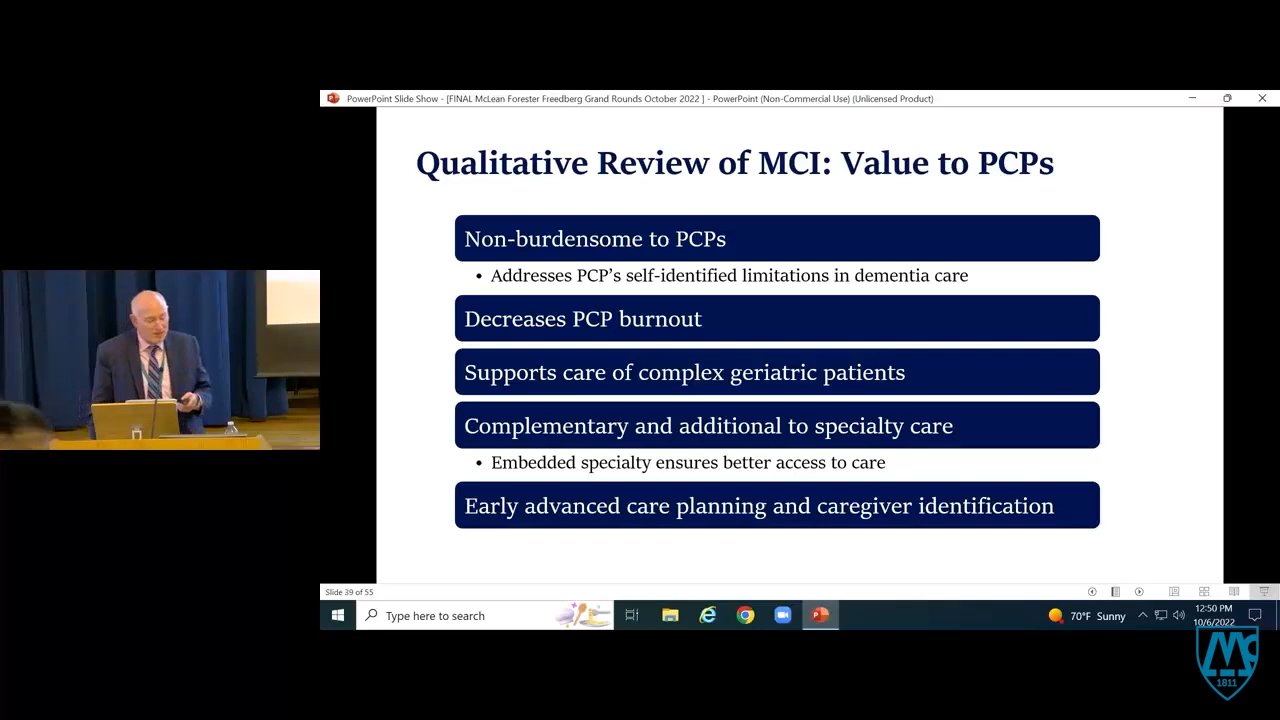 PowerPoint Slide Show - [FINAL McLean Forester Freedberg Grand Rounds October 2022 ] - PowerPoint (Non-Commercial Use) (Unlicensed Product)
Qualitative Review of MCI: Value to PCPs
Non-burdensome to PCPs
• Addresses PCP’s self-identified limitations in dementia care
Decreases PCP burnout
Supports care of complex geriatric patients
Complementary and additional to specialty care
• Embedded specialty ensures better access to care
Early advanced care planning and caregiver identification
Slide 39 of 55
Type here to search
70°F Sunny
12:50 PM
10/6/2022
1811